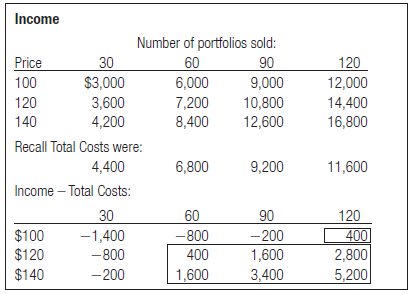 Income
Number of portfolios sold:
Price 30 60 90 120
100 $3,000 6,000 9,000 12,000
120 3,600 7,200 10,800 14,400
140 4,200 8,400 12,600 16,800
Recall Total Costs were:
4,400 6,800 9,200 11,600
Income – Total Costs:
30 60 90 120
$100 –1,400 –800 –200 400
$120 –800 400 1,600 2,800
$140 –200 1,600 3,400 5,200